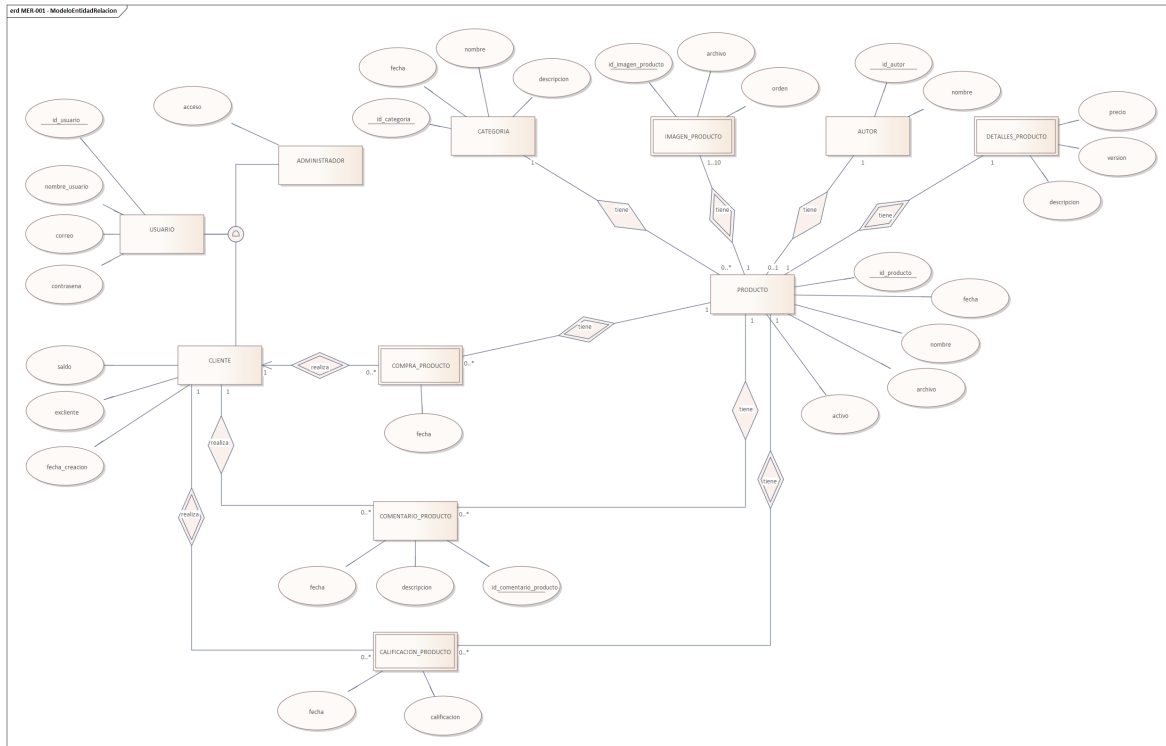 erd MER-001 - ModeloEntidadRelacion
nombre
archivo
fecha
id_imagen_producto
id_autor
descripcion
orden
nombre
acceso
id_usuario
id_categoria
precio
CATEGORIA
IMAGEN_PRODUCTO
AUTOR
DETALLES_PRODUCTO
ADMINISTRADOR
version
1
1..10
1
1
nombre_usuario
descripcion
tiene
tiene
tiene
tiene
USUARIO
correo
0..*
1
0..1
1
id_producto
contrasena
PRODUCTO
fecha
1
1
1
tiene
nombre
CLIENTE
COMPRA_PRODUCTO
0..*
saldo
realiza
1
0..*
archivo
1
1
excliente
tiene
activo
fecha
realiza
fecha_creacion
tiene
realiza
0..*
COMENTARIO_PRODUCTO
0..*
fecha
descripcion
id_comentario_producto
CALIFICACION_PRODUCTO
0..*
0..*
fecha
calificacion